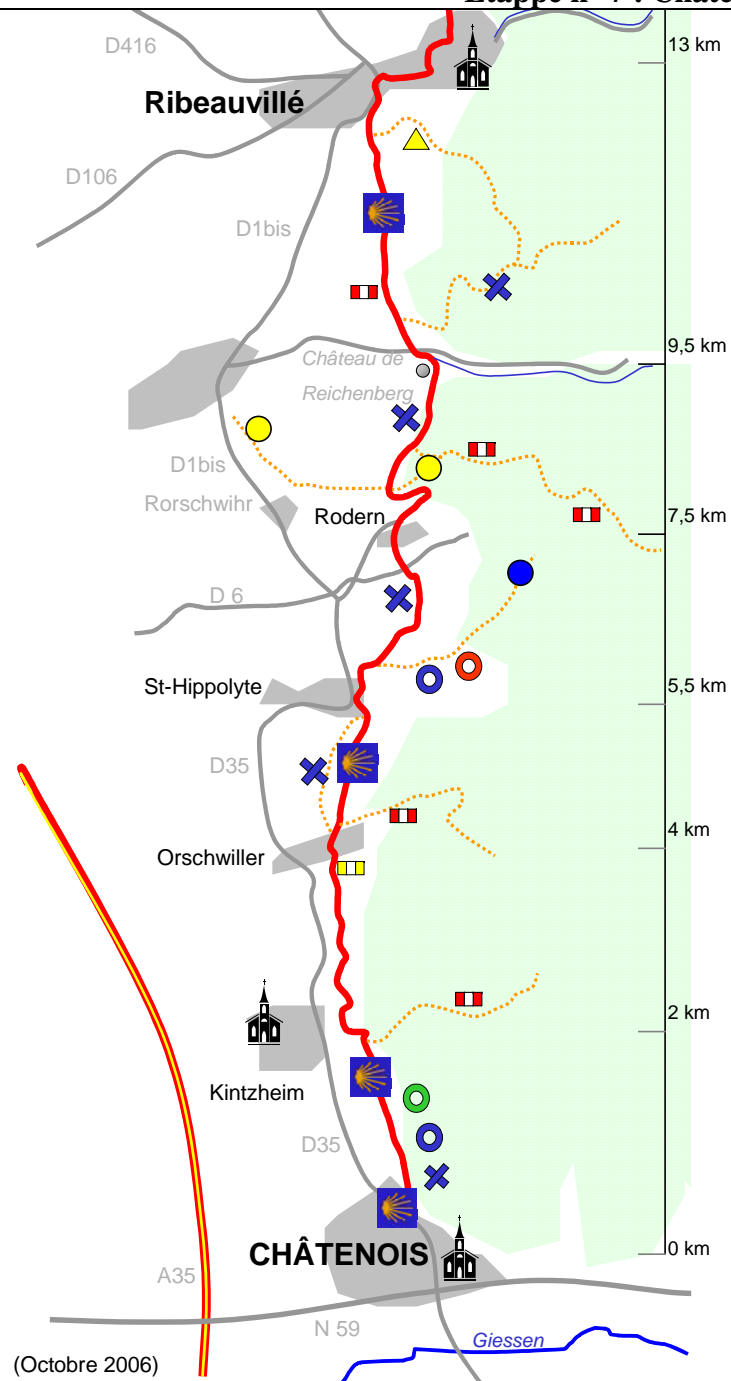 D416
13 km
Ribeauvillé
D106
D1bis
9,5 km
Château de
Reichenberg
D1bis
Rorschwihr
Rodern
7,5 km
D 6
St-Hippolyte
5,5 km
D35
Orschwiller
4 km
2 km
Kintzheim
D35
CHÂTENOIS
0 km
A35
N 59
Giessen
(Octobre 2006)